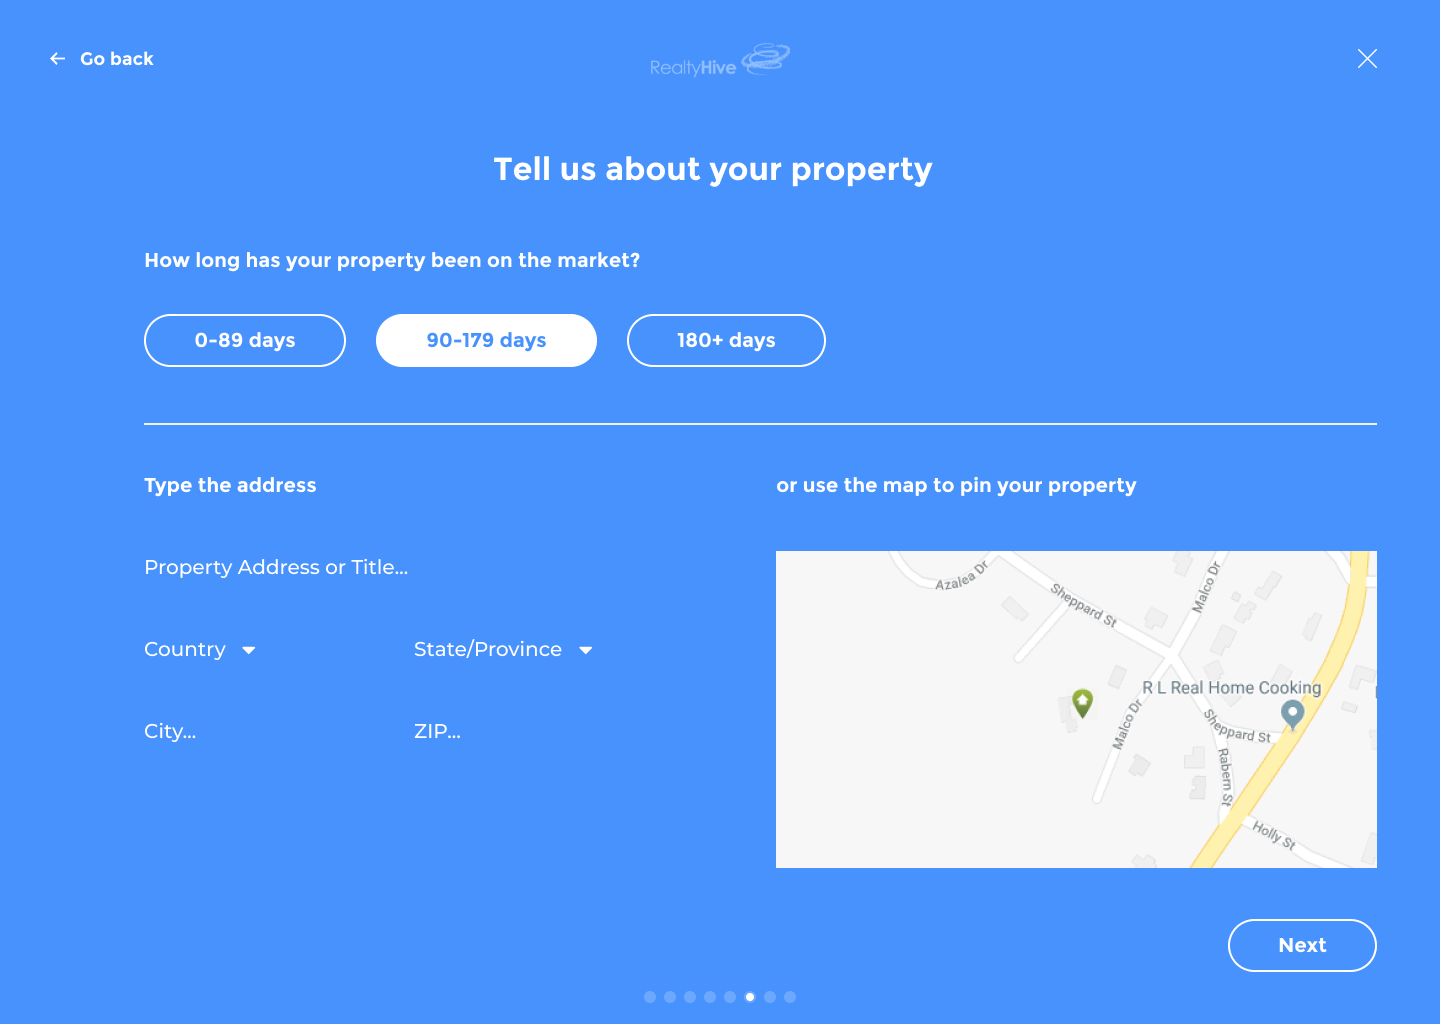 Go back
RealtyHive
Tell us about your property
How long has your property been on the market?
0-89 days
90-179 days
180+ days
Type the address
or use the map to pin your property
Property Address or Title...
Country
State/Province
City...
ZIP...
Azalea Dr
Sheppard St
Malco Dr
R L Real Home Cooking
Malco Dr
Sheppard St
Rabern St
Holly St
Next